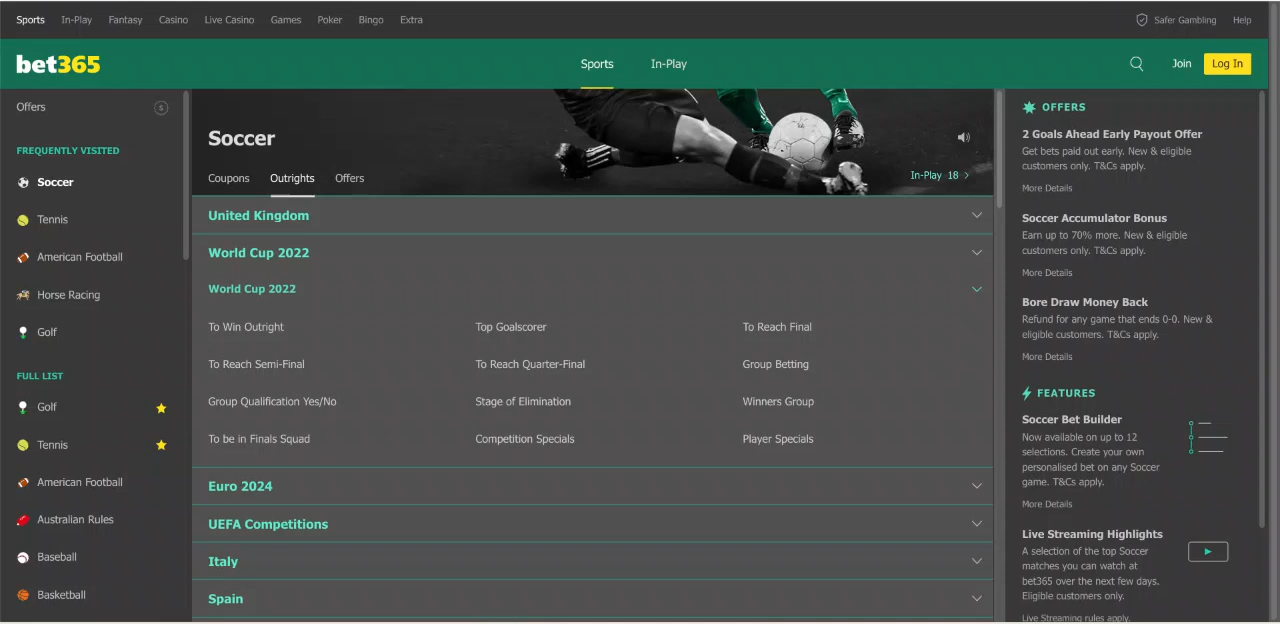 Sports In-Play Fantasy Casino Live Casino Games Poker Bingo Extra Safer Gambling Help
bet365 Sports In-Play Join Log In
Offers $
FREQUENTLY VISITED
Soccer
Tennis
American Football
Horse Racing
Golf
FULL LIST
Golf
Tennis
American Football
Australian Rules
Baseball
Basketball
Soccer
Coupons Outrights Offers In-Play 18
United Kingdom
World Cup 2022
World Cup 2022
To Win Outright Top Goalscorer To Reach Final
To Reach Semi-Final To Reach Quarter-Final Group Betting
Group Qualification Yes/No Stage of Elimination Winners Group
To be in Finals Squad Competition Specials Player Specials
Euro 2024
UEFA Competitions
Italy
Spain
OFFERS
2 Goals Ahead Early Payout Offer
Get bets paid out early. New & eligible
customers only. T&Cs apply.
More Details
Soccer Accumulator Bonus
Earn up to 70% more. New & eligible
customers only. T&Cs apply.
More Details
Bore Draw Money Back
Refund for any game that ends 0-0. New &
eligible customers. T&Cs apply.
More Details
FEATURES
Soccer Bet Builder
Now available on up to 12
selections. Create your own
personalised bet on any Soccer
game. T&Cs apply.
More Details
Live Streaming Highlights
A selection of the top Soccer
matches you can watch at
bet365 over the next few days.
Eligible customers only.
Live Streaming rules apply.